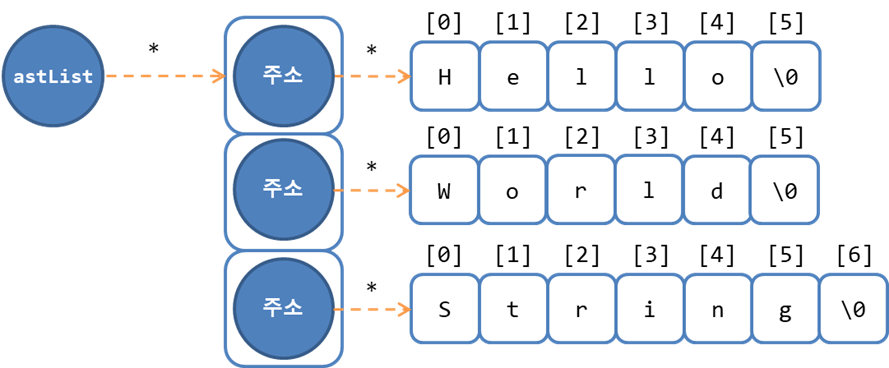 [0] [1] [2] [3] [4] [5]
astList * 주소 * H e l l o \0
[0] [1] [2] [3] [4] [5]
주소 * W o r l d \0
[0] [1] [2] [3] [4] [5] [6]
주소 * S t r i n g \0